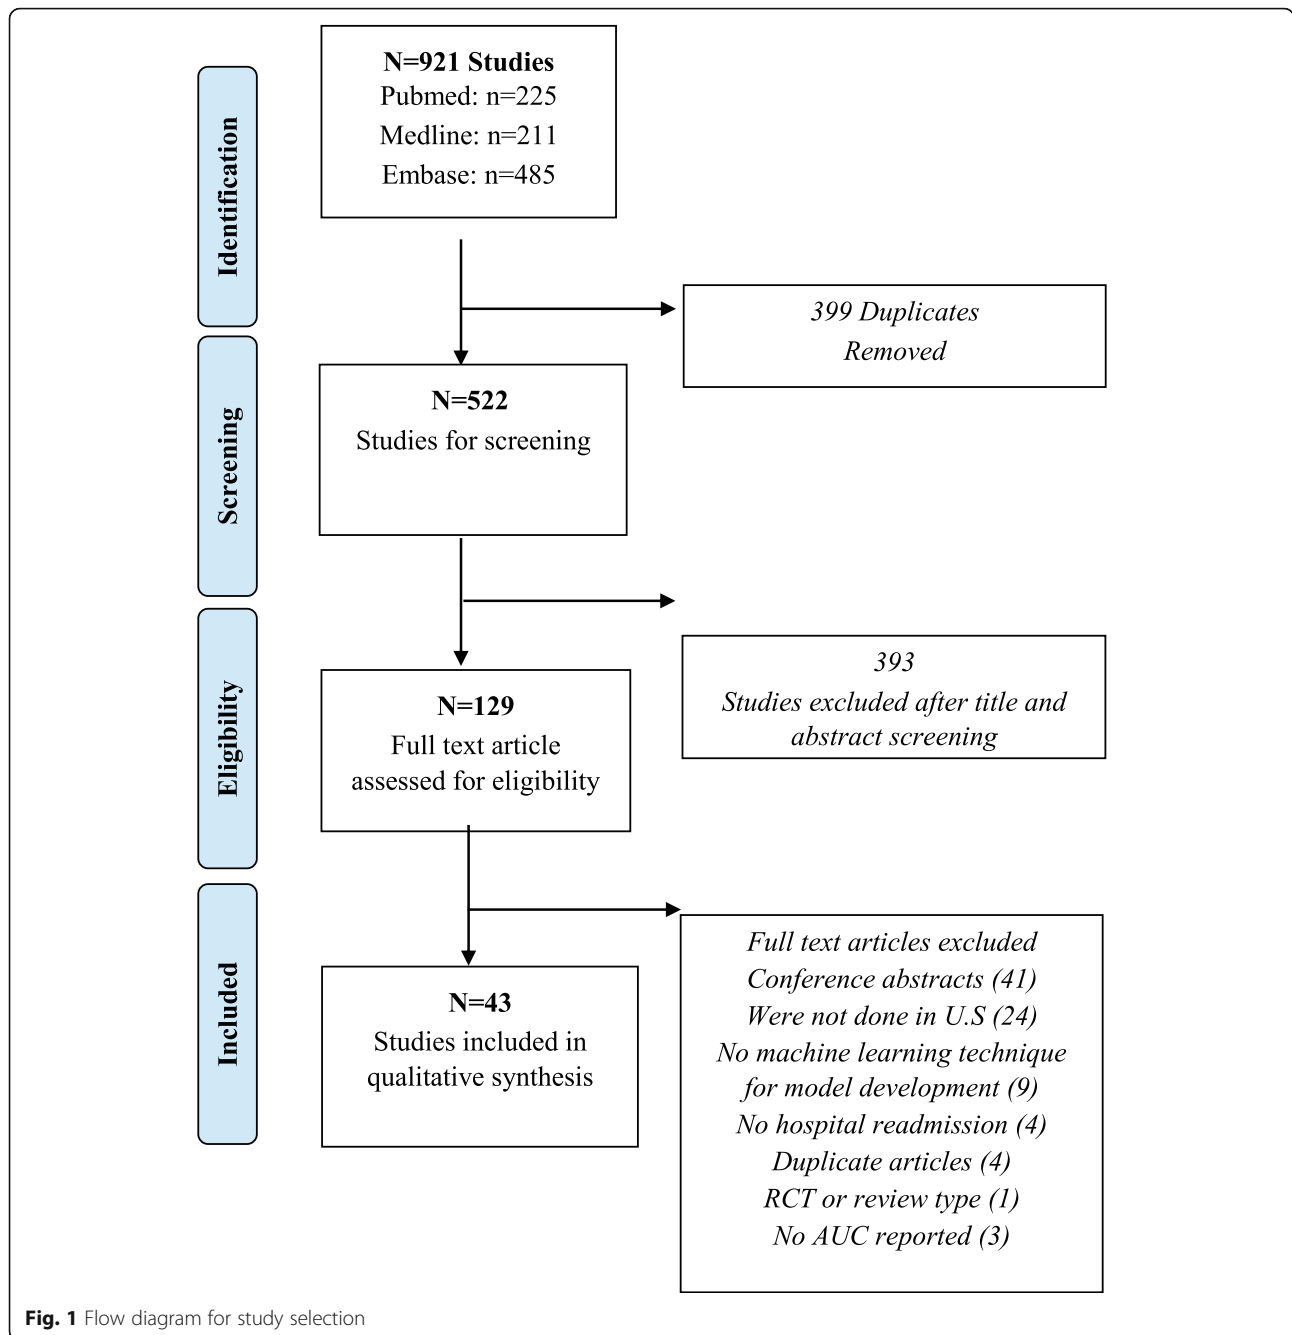 Identification
N=921 Studies
Pubmed: n=225
Medline: n=211
Embase: n=485
399 Duplicates
Removed
Screening
N=522
Studies for screening
393
Studies excluded after title and
abstract screening
Eligibility
N=129
Full text article
assessed for eligibility
Included
N=43
Studies included in
qualitative synthesis
Full text articles excluded
Conference abstracts (41)
Were not done in U.S (24)
No machine learning technique
for model development (9)
No hospital readmission (4)
Duplicate articles (4)
RCT or review type (1)
No AUC reported (3)
Fig. 1 Flow diagram for study selection